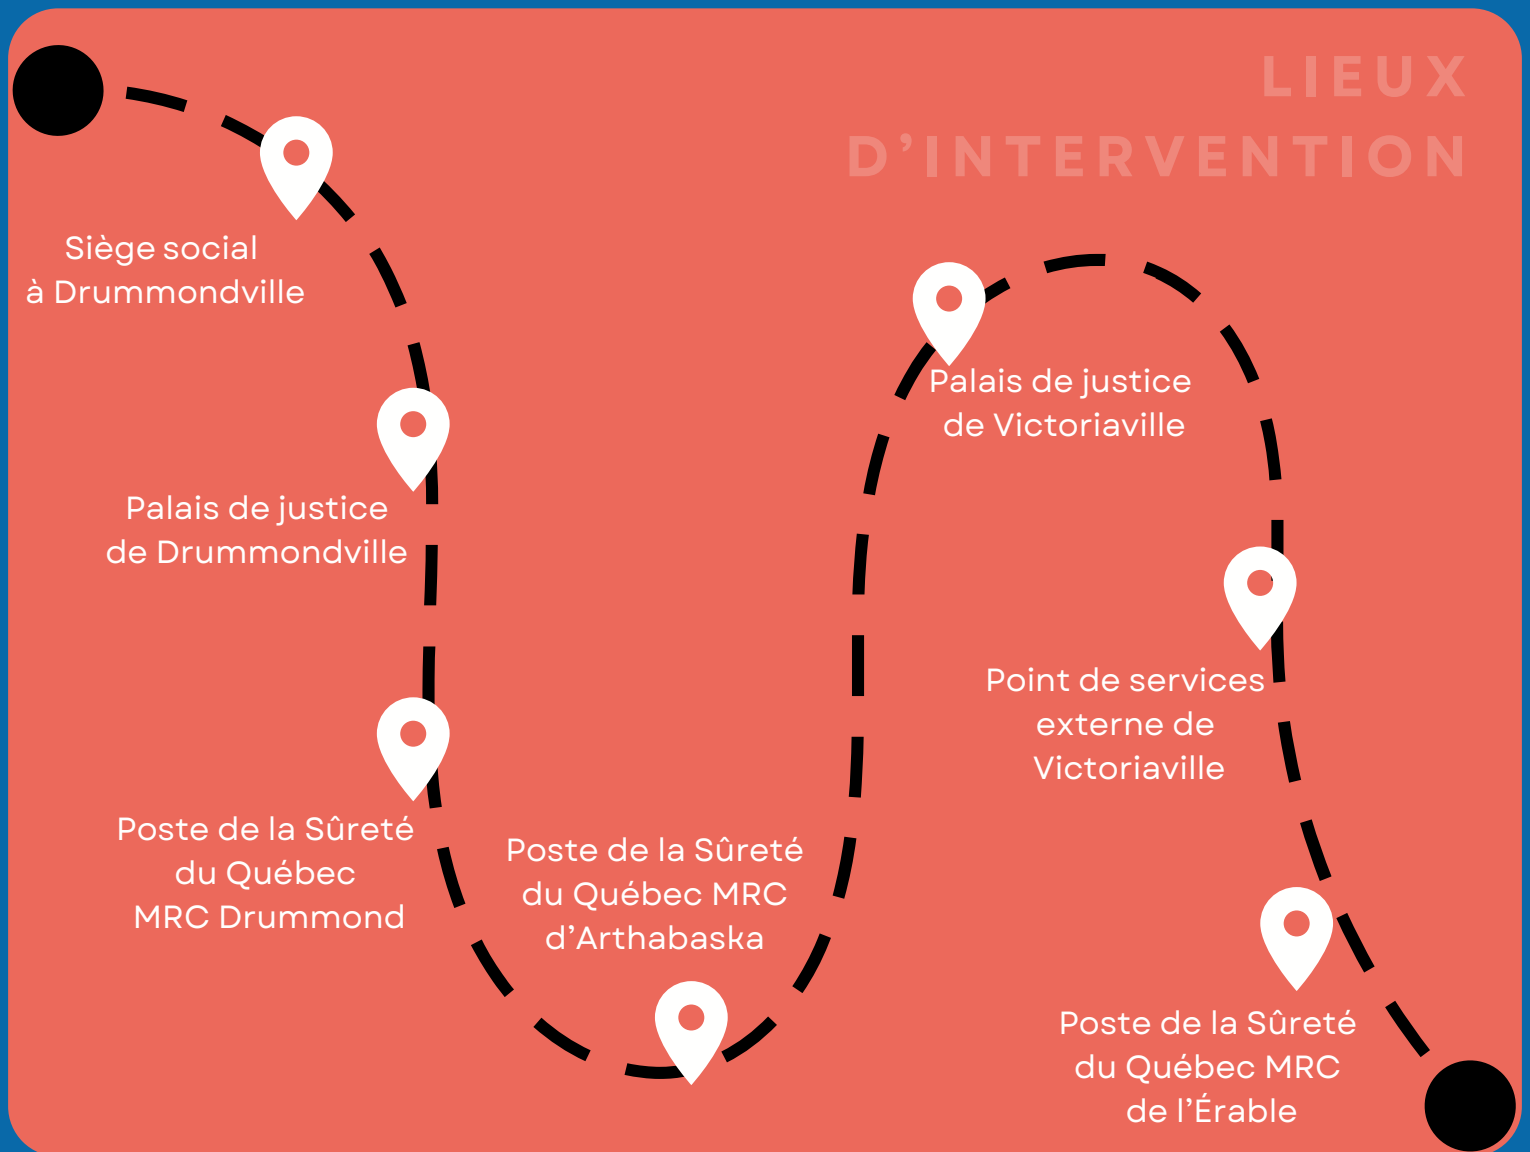 LIEUX
D’INTERVENTION
Siège social
à Drummondville
Palais de justice
de Drummondville
Poste de la Sûreté
du Québec
MRC Drummond
Poste de la Sûreté
du Québec MRC
d’Arthabaska
Palais de justice
de Victoriaville
Point de services
externe de
Victoriaville
Poste de la Sûreté
du Québec MRC
de l’Érable